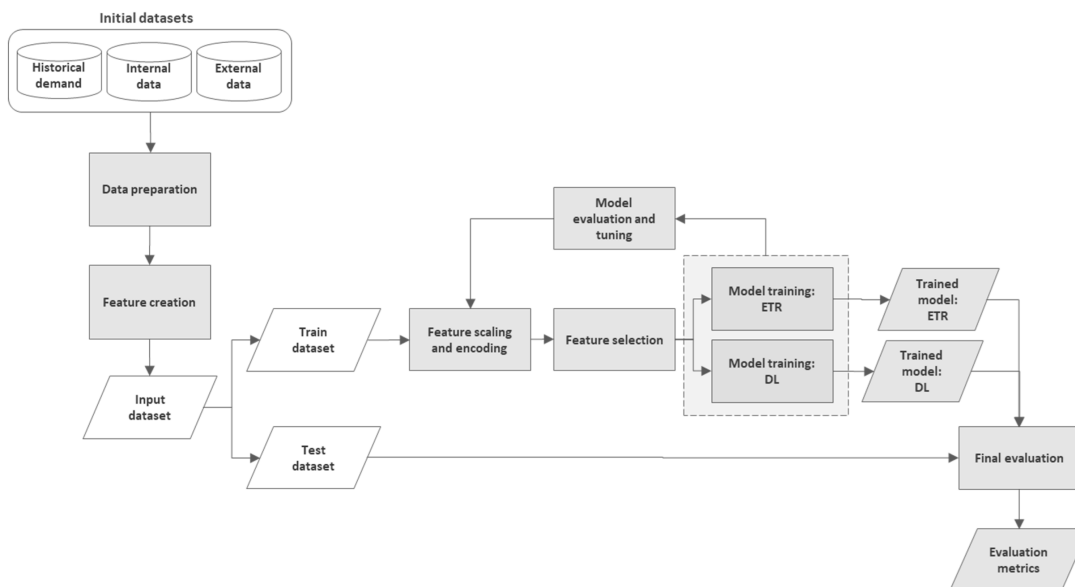 Initial datasets
Historical
demand
Internal
data
External
data
Data preparation
Feature creation
Input
dataset
Train
dataset
Test
dataset
Model
evaluation and
tuning
Feature scaling
and encoding
Feature selection
Model training:
ETR
Model training:
DL
Trained
model:
ETR
Trained
model:
DL
Final evaluation
Evaluation
metrics